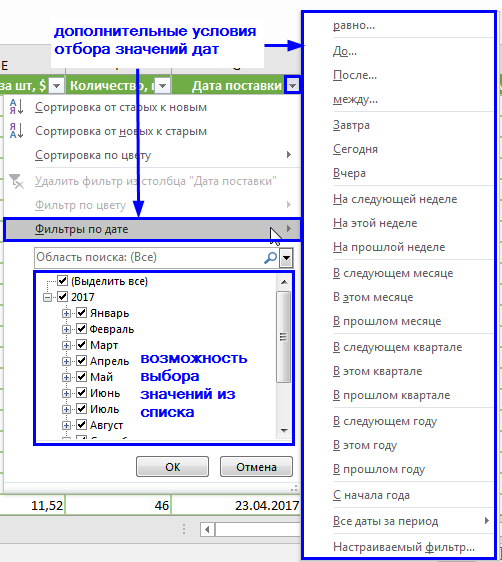 дополнительные условия
отбора значений дат
E
за шт, $
Количество,
Дата поставки
Сортировка от старых к новым
Сортировка от новых к старым
Сортировка по цвету
Удалить фильтр из столбца "Дата поставки"
Фильтр по цвету
Фильтры по дате
Область поиска: (Все)
(Выделить все)
2017
Январь
Февраль
Март
Апрель
Май
Июнь
Июль
Август
возможность
выбора
значений из
списка
ОК
Отмена
11,52
46
23.04.2017
равно...
До...
После...
между...
Завтра
Сегодня
Вчера
На следующей неделе
На этой неделе
На прошлой неделе
В следующем месяце
В этом месяце
В прошлом месяце
В следующем квартале
В этом квартале
В прошлом квартале
В следующем году
В этом году
В прошлом году
С начала года
Все даты за период
Настраиваемый фильтр...